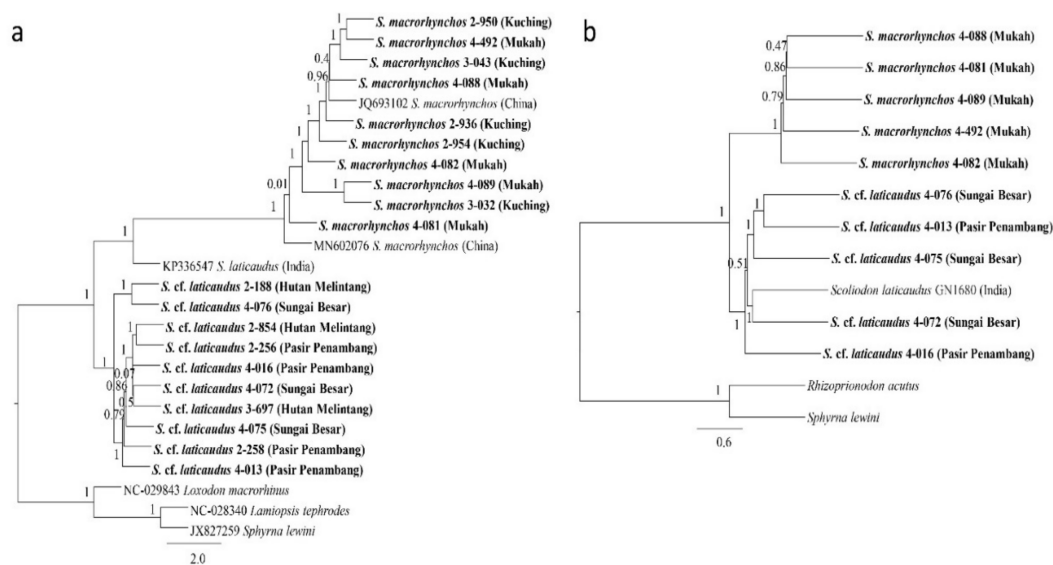 a
S. macrorhynchos 2-950 (Kuching)
S. macrorhynchos 4-492 (Mukah)
S. macrorhynchos 3-043 (Kuching)
S. macrorhynchos 4-088 (Mukah)
JQ693102 S. macrorhynchos (China)
S. macrorhynchos 2-936 (Kuching)
S. macrorhynchos 2-954 (Kuching)
S. macrorhynchos 4-082 (Mukah)
S. macrorhynchos 4-089 (Mukah)
S. macrorhynchos 3-032 (Kuching)
S. macrorhynchos 4-081 (Mukah)
MN602076 S. macrorhynchos (China)
KP336547 S. laticaudus (India)
S. cf. laticaudus 2-188 (Hutan Melintang)
S. cf. laticaudus 4-076 (Sungai Besar)
S. cf. laticaudus 2-854 (Hutan Melintang)
S. cf. laticaudus 2-256 (Pasir Penambang)
S. cf. laticaudus 4-016 (Pasir Penambang)
S. cf. laticaudus 4-072 (Sungai Besar)
S. cf. laticaudus 3-697 (Hutan Melintang)
S. cf. laticaudus 4-075 (Sungai Besar)
S. cf. laticaudus 2-258 (Pasir Penambang)
S. cf. laticaudus 4-013 (Pasir Penambang)
NC-029843 Loxodon macrorhinus
NC-028340 Lamiopsis tephrodes
JX827259 Sphyrna lewini
1
1
0.4
0.96
1
1
1
1
1
0.01
1
1
1
1
1
1
1
0.07
0.86
0.5
0.79
1
1
1
2.0
b
S. macrorhynchos 4-088 (Mukah)
S. macrorhynchos 4-081 (Mukah)
S. macrorhynchos 4-089 (Mukah)
S. macrorhynchos 4-492 (Mukah)
S. macrorhynchos 4-082 (Mukah)
S. cf. laticaudus 4-076 (Sungai Besar)
S. cf. laticaudus 4-013 (Pasir Penambang)
S. cf. laticaudus 4-075 (Sungai Besar)
Scoliodon laticaudus GN1680 (India)
S. cf. laticaudus 4-072 (Sungai Besar)
S. cf. laticaudus 4-016 (Pasir Penambang)
Rhizoprionodon acutus
Sphyrna lewini
0.47
0.86
0.79
1
1
1
1
0.51
1
1
1
0.6